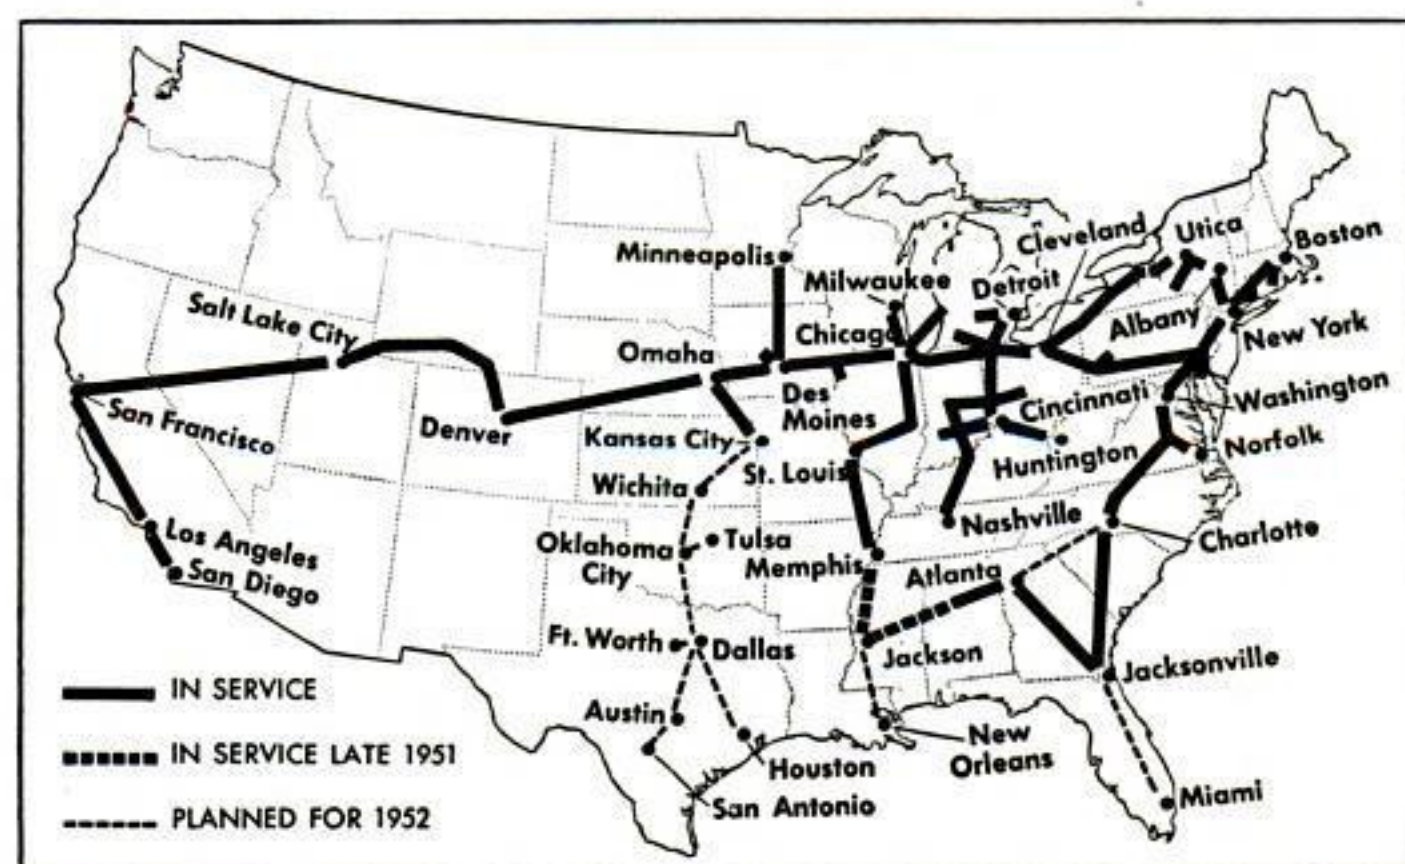 Minneapolis
Milwaukee
Detroit
Cleveland
Utica
Boston
Salt Lake City
Omaha
Chicago
Albany
New York
San Francisco
Denver
Des
Moines
Cincinnati
Washington
Kansas City
St. Louis
Huntington
Norfolk
Wichita
Nashville
Los Angeles
San Diego
Oklahoma
City
Tulsa
Memphis
Atlanta
Charlotte
Ft. Worth
Dallas
Jackson
Jacksonville
Austin
Houston
New
Orleans
San Antonio
Miami
IN SERVICE
IN SERVICE LATE 1951
PLANNED FOR 1952